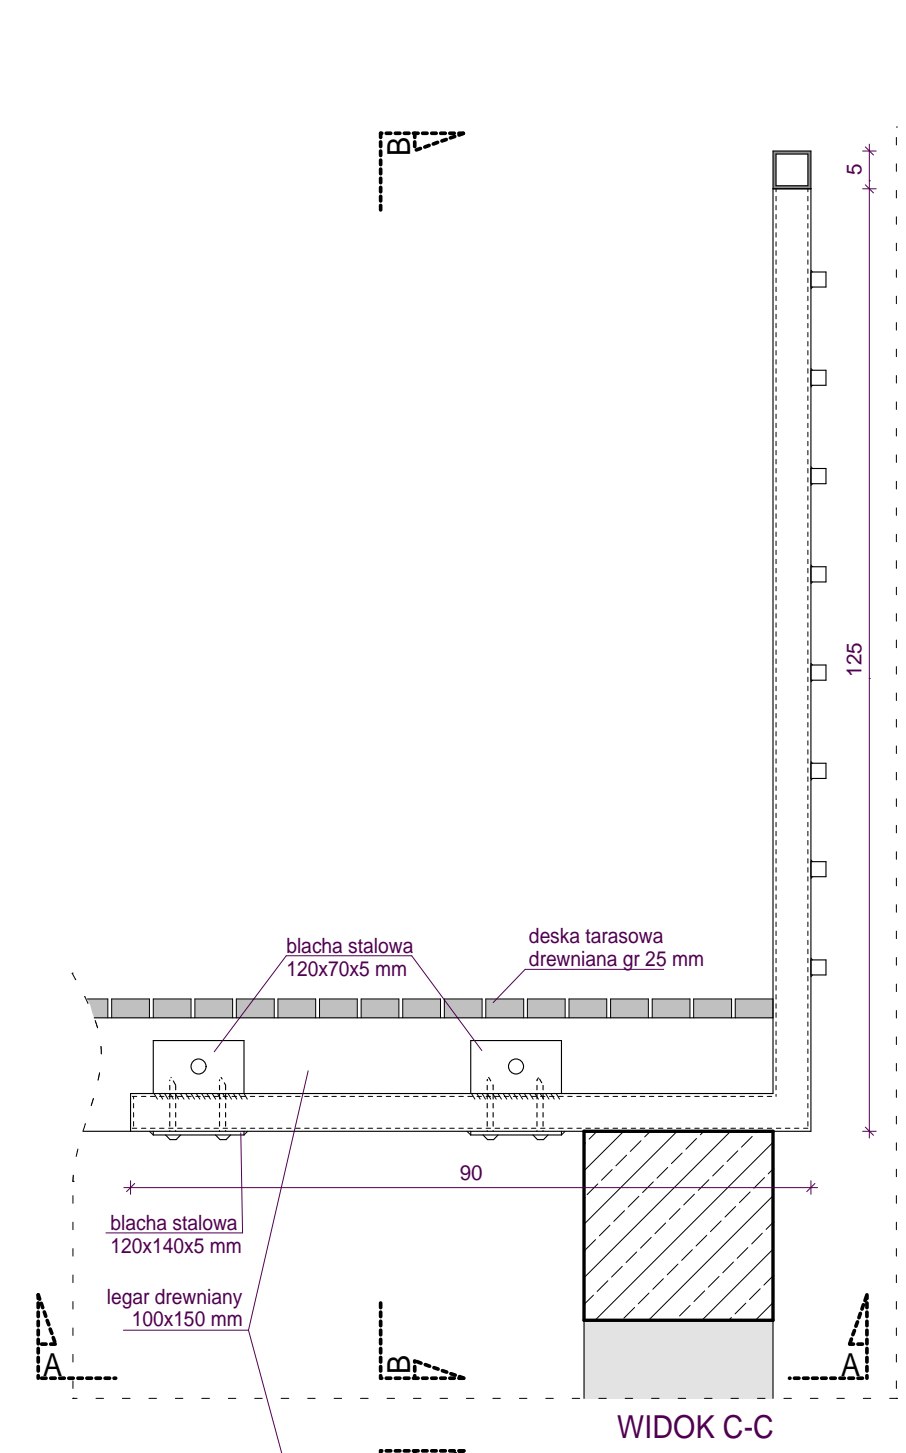 B
5
125
blacha stalowa
120x70x5 mm
deska tarasowa
drewniana gr 25 mm
90
blacha stalowa
120x140x5 mm
legar drewniany
100x150 mm
A
B
A
WIDOK C-C